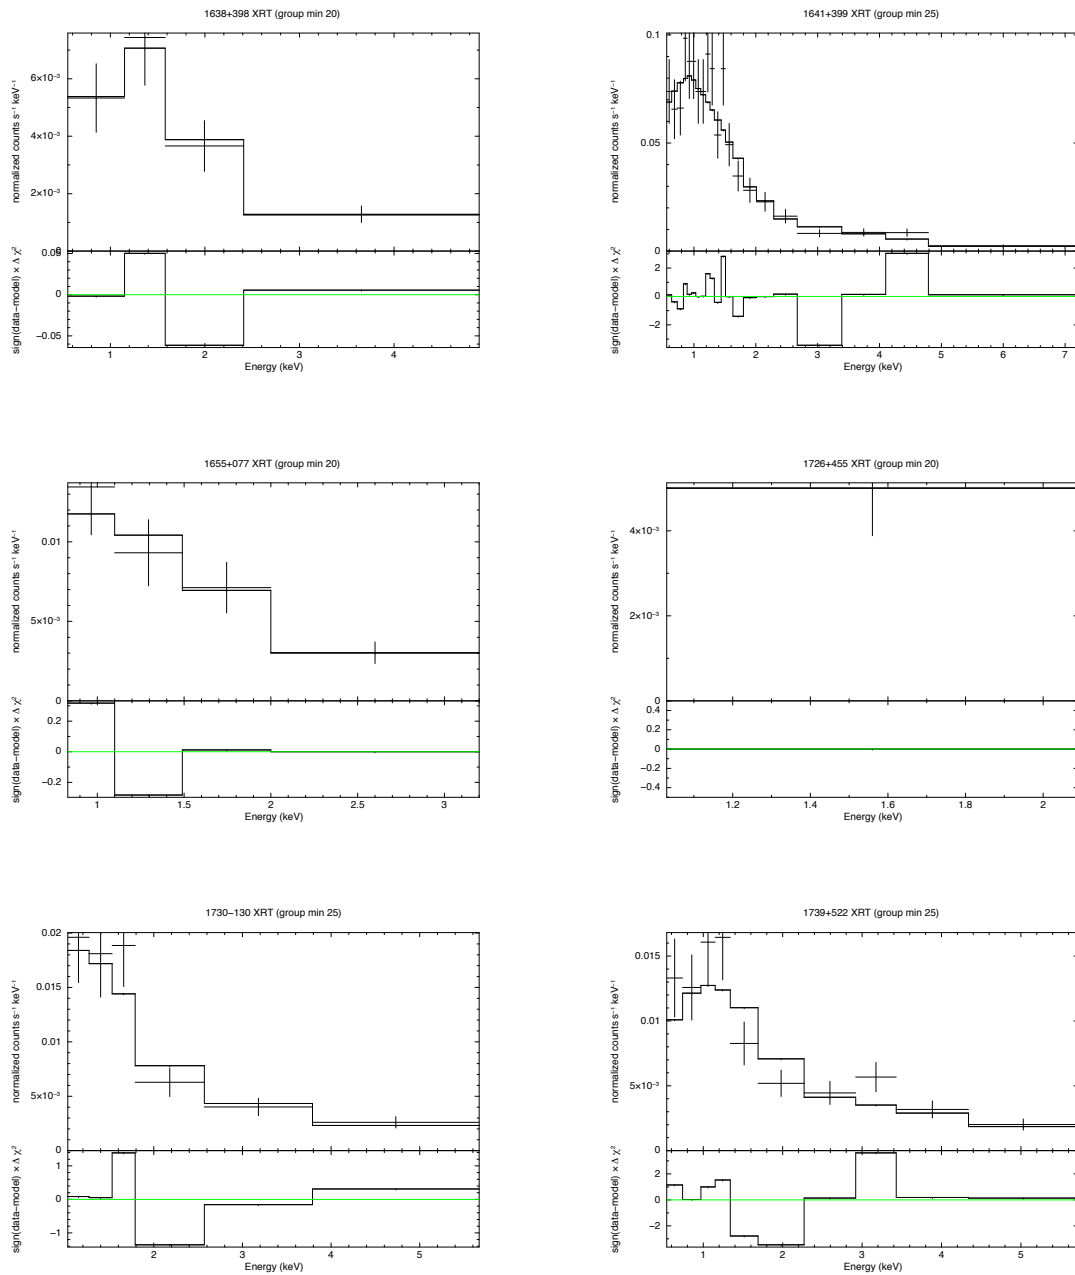 1638+398 XRT (group min 20)
normalized counts s⁻¹ keV⁻¹
6×10⁻³
4×10⁻³
2×10⁻³
0
sign(data−model) × Δ χ²
0.05
0
−0.05
1 2 3 4
Energy (keV)
1641+399 XRT (group min 25)
normalized counts s⁻¹ keV⁻¹
0.1
0.05
0
sign(data−model) × Δ χ²
2
0
−2
1 2 3 4 5 6 7
Energy (keV)
1655+077 XRT (group min 20)
normalized counts s⁻¹ keV⁻¹
0.01
5×10⁻³
0
sign(data−model) × Δ χ²
0.2
0
−0.2
1 1.5 2 2.5 3
Energy (keV)
1726+455 XRT (group min 20)
normalized counts s⁻¹ keV⁻¹
4×10⁻³
2×10⁻³
0
sign(data−model) × Δ χ²
0.4
0.2
0
−0.2
−0.4
1.2 1.4 1.6 1.8 2
Energy (keV)
1730−130 XRT (group min 25)
normalized counts s⁻¹ keV⁻¹
0.02
0.015
0.01
5×10⁻³
0
sign(data−model) × Δ χ²
1
0
−1
2 3 4 5
Energy (keV)
1739+522 XRT (group min 25)
normalized counts s⁻¹ keV⁻¹
0.015
0.01
5×10⁻³
0
sign(data−model) × Δ χ²
2
0
−2
1 2 3 4 5
Energy (keV)